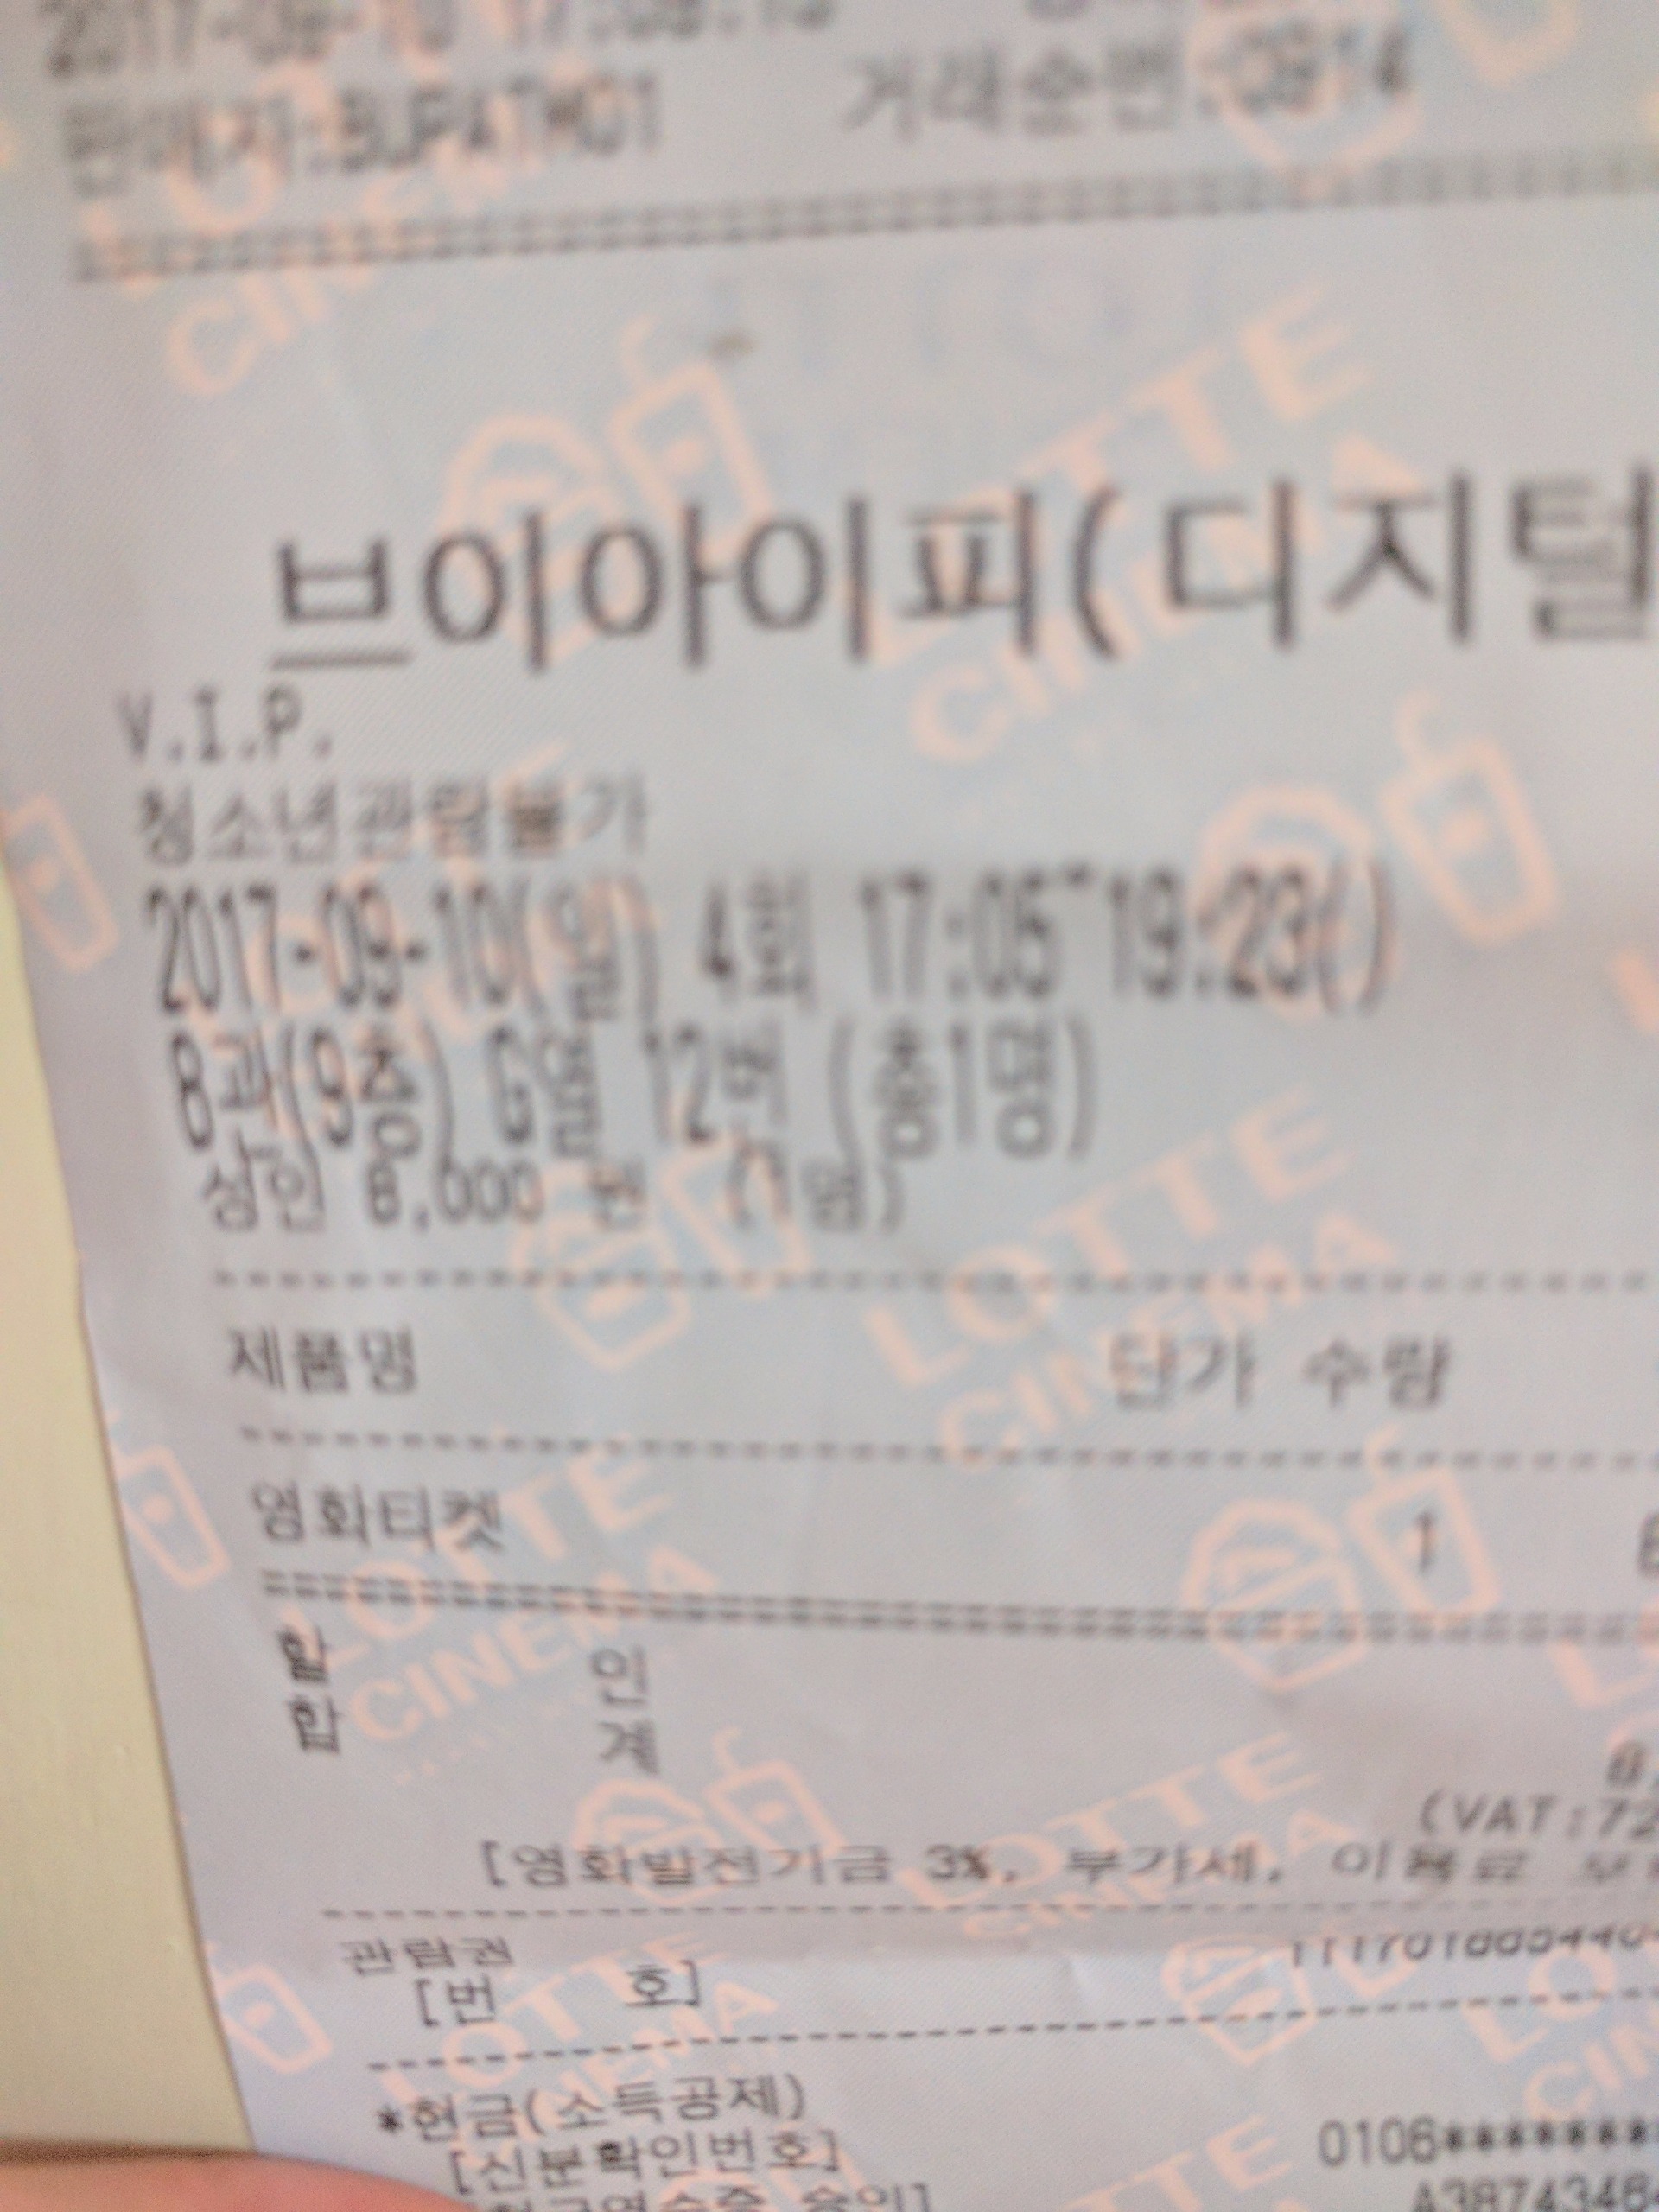 거래순번:0914
브이아이피(디지털
V.I.P.
청소년관람불가
2017-09-10(일) 4회 17:05~19:23()
8관(9층) G열 12번 (총1명)
성인 원 (1명)
제품명 단가 수량
영화티켓 1
할 인
합 계
(VAT:72
[영화발전기금 3%, 부가세, 이용료
관람권
[번 호]
*현금(소득공제)
[신분확인번호] 0106********
LOTTE
CINEMA